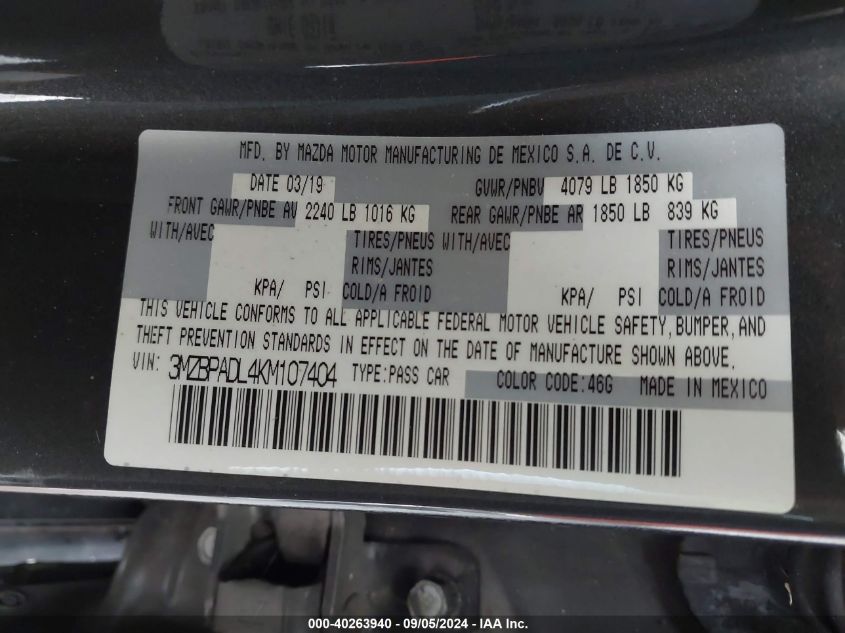 MFD. BY MAZDA MOTOR MANUFACTURING DE MEXICO S.A. DE C.V.
DATE 03/19 GVWR/PNBV 4079 LB 1850 KG
FRONT GAWR/PNBE AV 2240 LB 1016 KG REAR GAWR/PNBE AR 1850 LB 839 KG
WITH/AVEC TIRES/PNEUS WITH/AVEC TIRES/PNEUS
RIMS/JANTES RIMS/JANTES
KPA/ PSI COLD/A FROID KPA/ PSI COLD/A FROID
THIS VEHICLE CONFORMS TO ALL APPLICABLE FEDERAL MOTOR VEHICLE SAFETY, BUMPER, AND
THEFT PREVENTION STANDARDS IN EFFECT ON THE DATE OF MANUFACTURE SHOWN ABOVE.
VIN: 3MZBPADL4KM107404 TYPE:PASS CAR COLOR CODE:46G MADE IN MEXICO
000-40263940 - 09/05/2024 - IAA Inc.